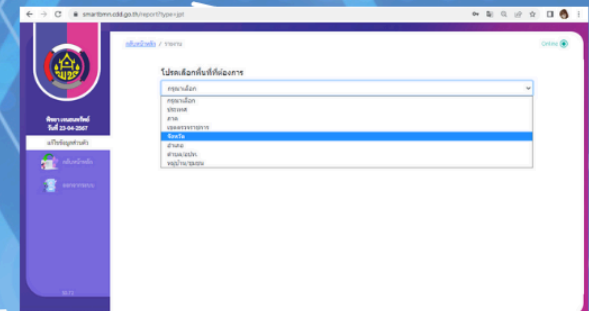 smartbmn.cdd.go.th/report?type=jpt
กลับหน้าหลัก / รายงาน
Online
โปรดเลือกพื้นที่ที่ต้องการ
กรุณาเลือก
กรุณาเลือก
ประเทศ
ภาค
เขตตรวจราชการ
จังหวัด
อำเภอ
ตำบล/อปท.
หมู่บ้าน/ชุมชน
จปฐ
วันที่ 23-04-2567
แก้ไขข้อมูลส่วนตัว
กลับหน้าหลัก
ออกจากระบบ